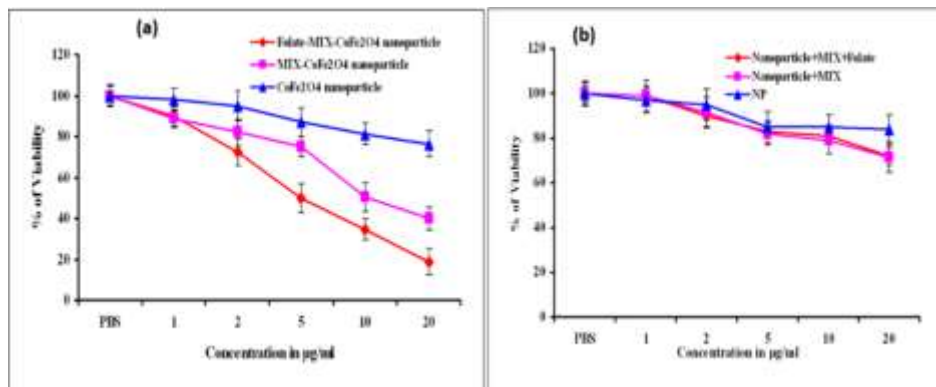 (a)
Folate-MTX-CoFe2O4 nanoparticle
MTX-CoFe2O4 nanoparticle
CoFe2O4 nanoparticle
120
100
80
60
40
20
0
% of Viability
PBS 1 2 5 10 20
Concentration in µg/ml
(b)
Nanoparticle+MTX+Folate
Nanoparticle+MTX
NP
120
100
80
60
40
20
0
% of Viability
PBS 1 2 5 10 20
Concentration in µg/ml